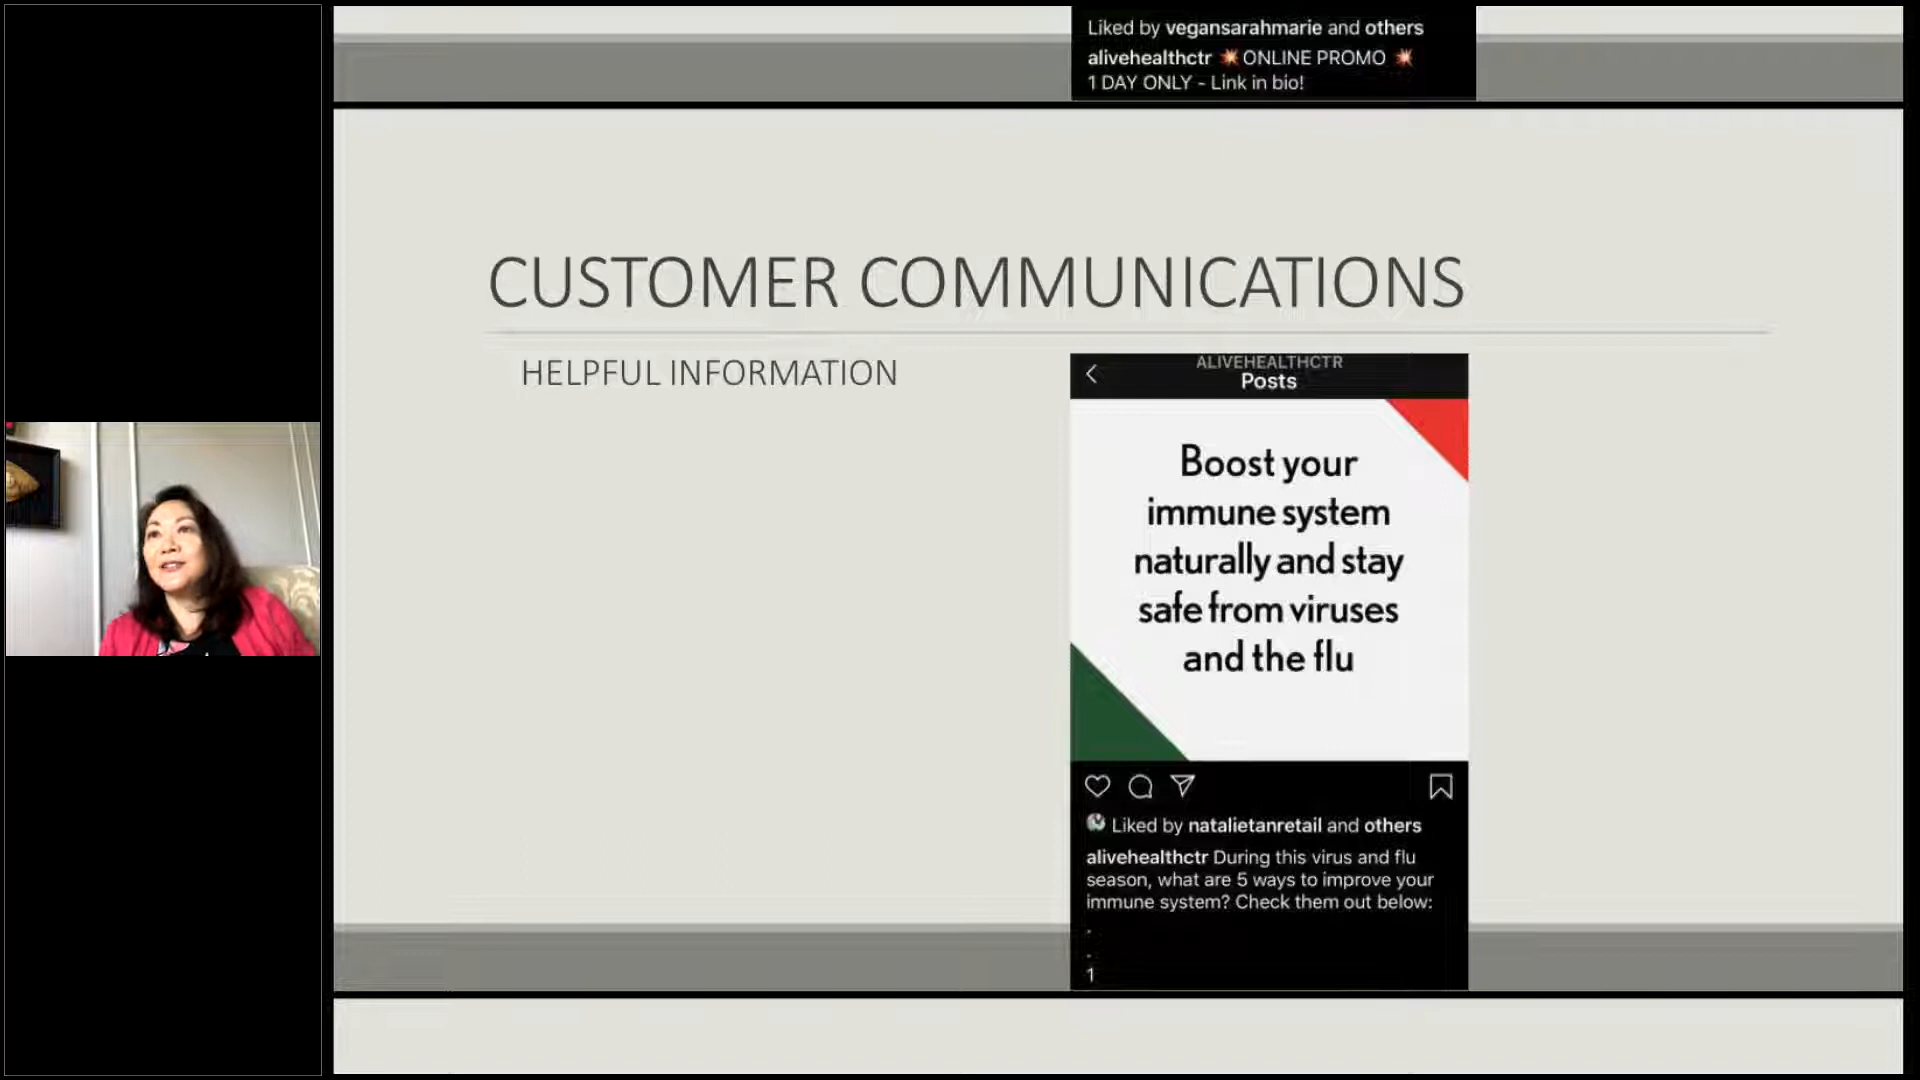 Liked by vegansarahmarie and others
alivehealthctr 💥ONLINE PROMO 💥
1 DAY ONLY - Link in bio!
CUSTOMER COMMUNICATIONS
HELPFUL INFORMATION
ALIVEHEALTHCTR
Posts
Boost your
immune system
naturally and stay
safe from viruses
and the flu
Liked by natalietanretail and others
alivehealthctr During this virus and flu
season, what are 5 ways to improve your
immune system? Check them out below:
.
.
1